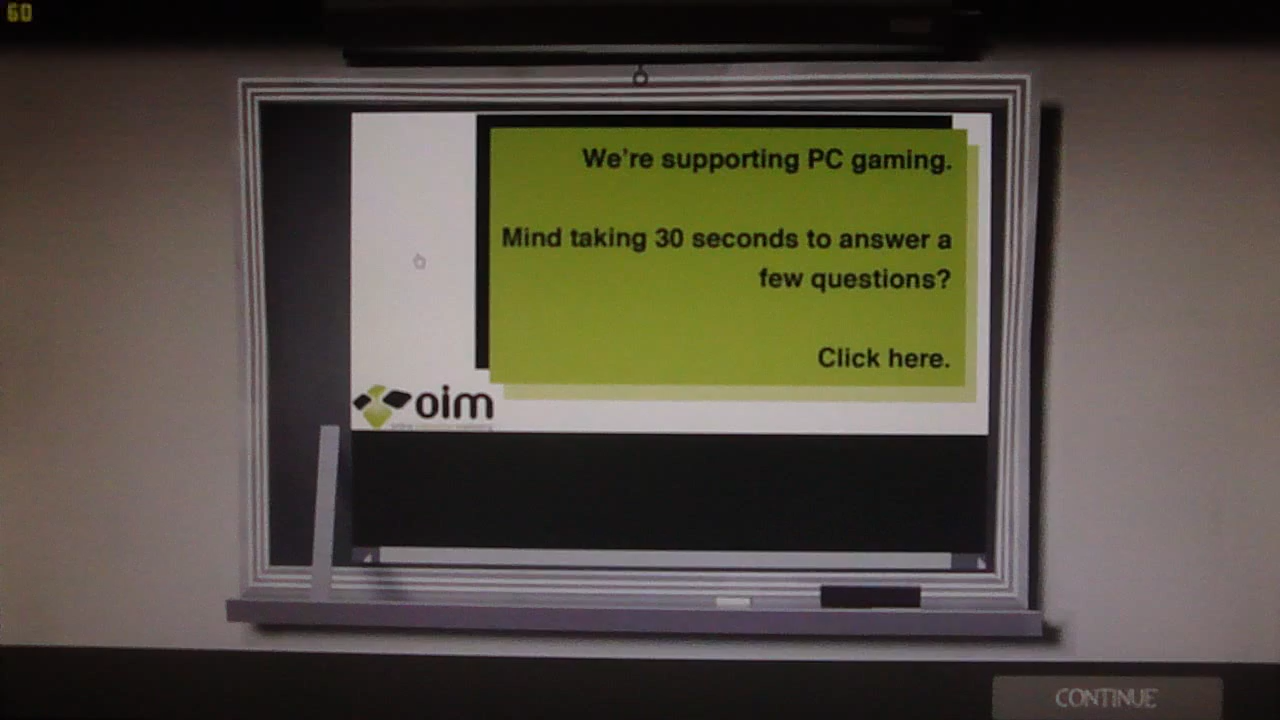 60
We're supporting PC gaming.
Mind taking 30 seconds to answer a
few questions?
Click here.
oim
CONTINUE